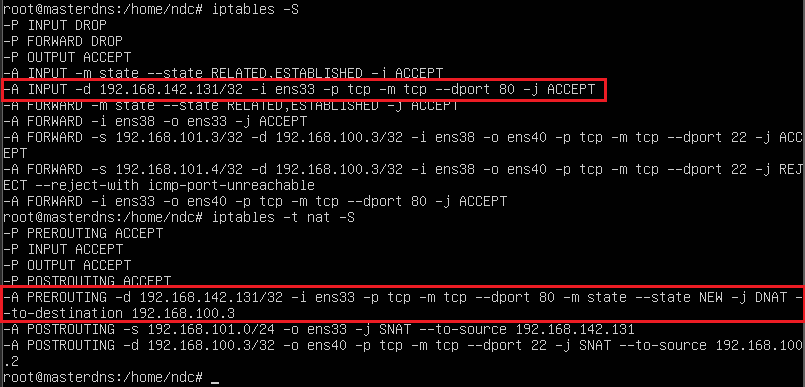 root@masterdns:/home/ndc# iptables -S
-P INPUT DROP
-P FORWARD DROP
-P OUTPUT ACCEPT
-A INPUT -m state --state RELATED,ESTABLISHED -j ACCEPT
-A INPUT -d 192.168.142.131/32 -i ens33 -p tcp -m tcp --dport 80 -j ACCEPT
-A FORWARD -m state --state RELATED,ESTABLISHED -j ACCEPT
-A FORWARD -i ens38 -o ens33 -j ACCEPT
-A FORWARD -s 192.168.101.3/32 -d 192.168.100.3/32 -i ens38 -o ens40 -p tcp -m tcp --dport 22 -j ACC
EPT
-A FORWARD -s 192.168.101.4/32 -d 192.168.100.3/32 -i ens38 -o ens40 -p tcp -m tcp --dport 22 -j REJ
ECT --reject-with icmp-port-unreachable
-A FORWARD -i ens33 -o ens40 -p tcp -m tcp --dport 80 -j ACCEPT
root@masterdns:/home/ndc# iptables -t nat -S
-P PREROUTING ACCEPT
-P INPUT ACCEPT
-P OUTPUT ACCEPT
-P POSTROUTING ACCEPT
-A PREROUTING -d 192.168.142.131/32 -i ens33 -p tcp -m tcp --dport 80 -m state --state NEW -j DNAT -
-to-destination 192.168.100.3
-A POSTROUTING -s 192.168.101.0/24 -o ens33 -j SNAT --to-source 192.168.142.131
-A POSTROUTING -d 192.168.100.3/32 -o ens40 -p tcp -m tcp --dport 22 -j SNAT --to-source 192.168.100
.2
root@masterdns:/home/ndc# _